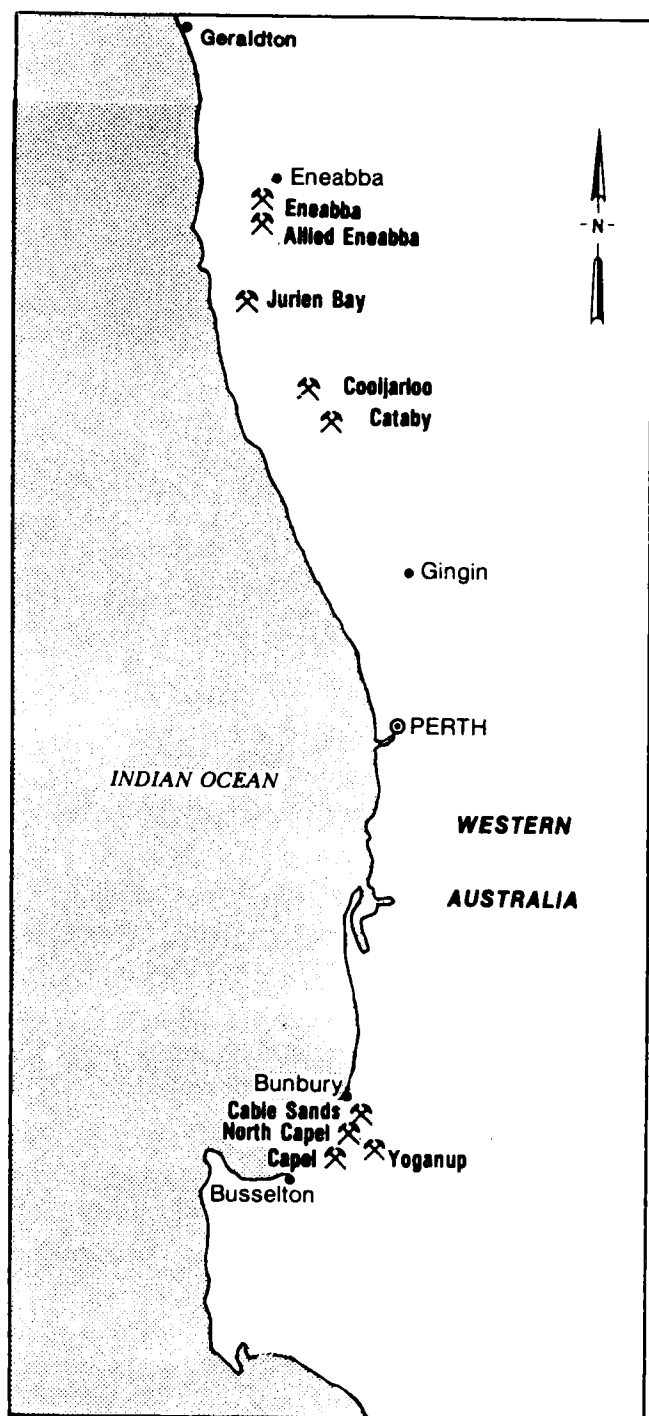 Geraldton
Eneabba
Eneabba
Allied Eneabba
-N-
Jurien Bay
Cooljarloo
Cataby
Gingin
PERTH
INDIAN OCEAN
WESTERN
AUSTRALIA
Bunbury
Cable Sands
North Capel
Capel
Yoganup
Busselton